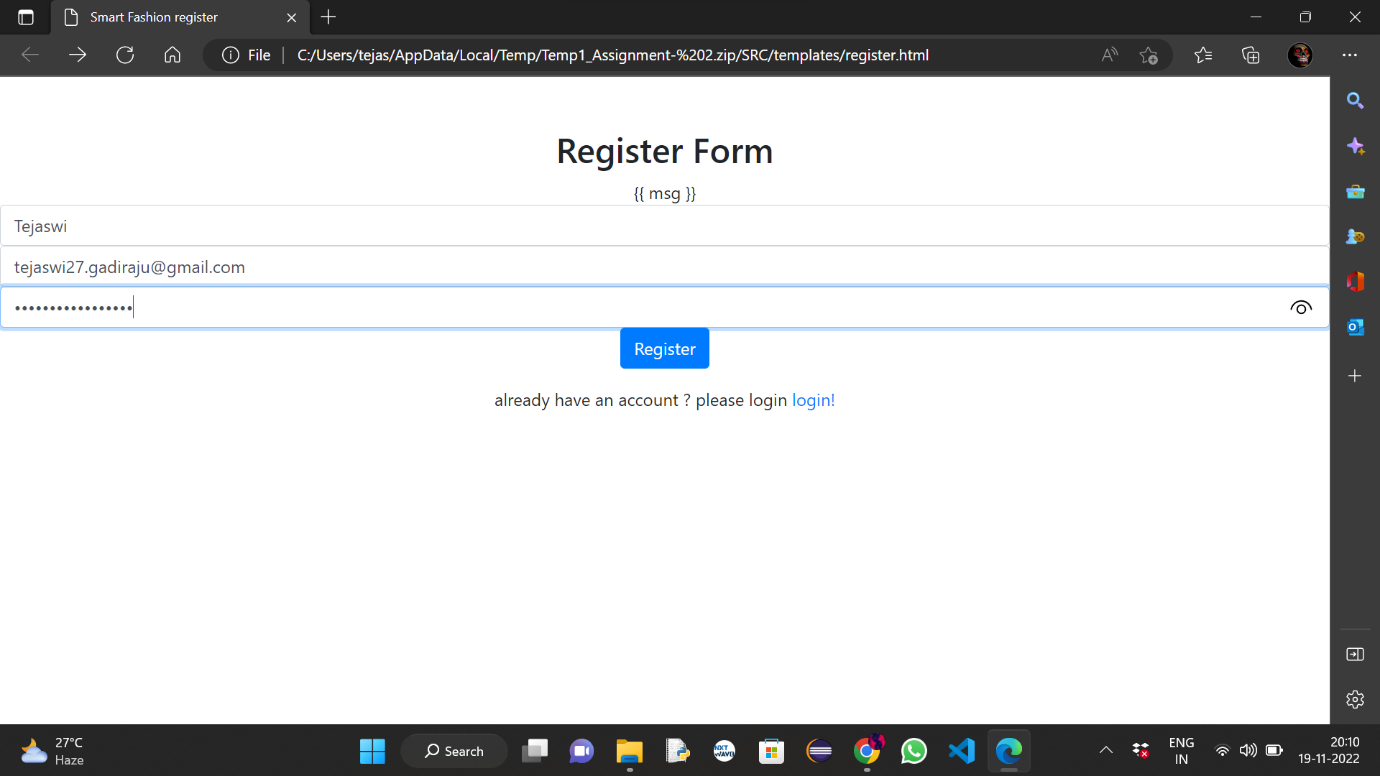 Smart Fashion register
File
C:/Users/tejas/AppData/Local/Temp/Temp1_Assignment-%202.zip/SRC/templates/register.html
Register Form
{{ msg }}
Tejaswi
tejaswi27.gadiraju@gmail.com
•••••••••••••••••
Register
already have an account ? please login login!
27°C
Haze
Search
NXT
WAVE
ENG
IN
20:10
19-11-2022